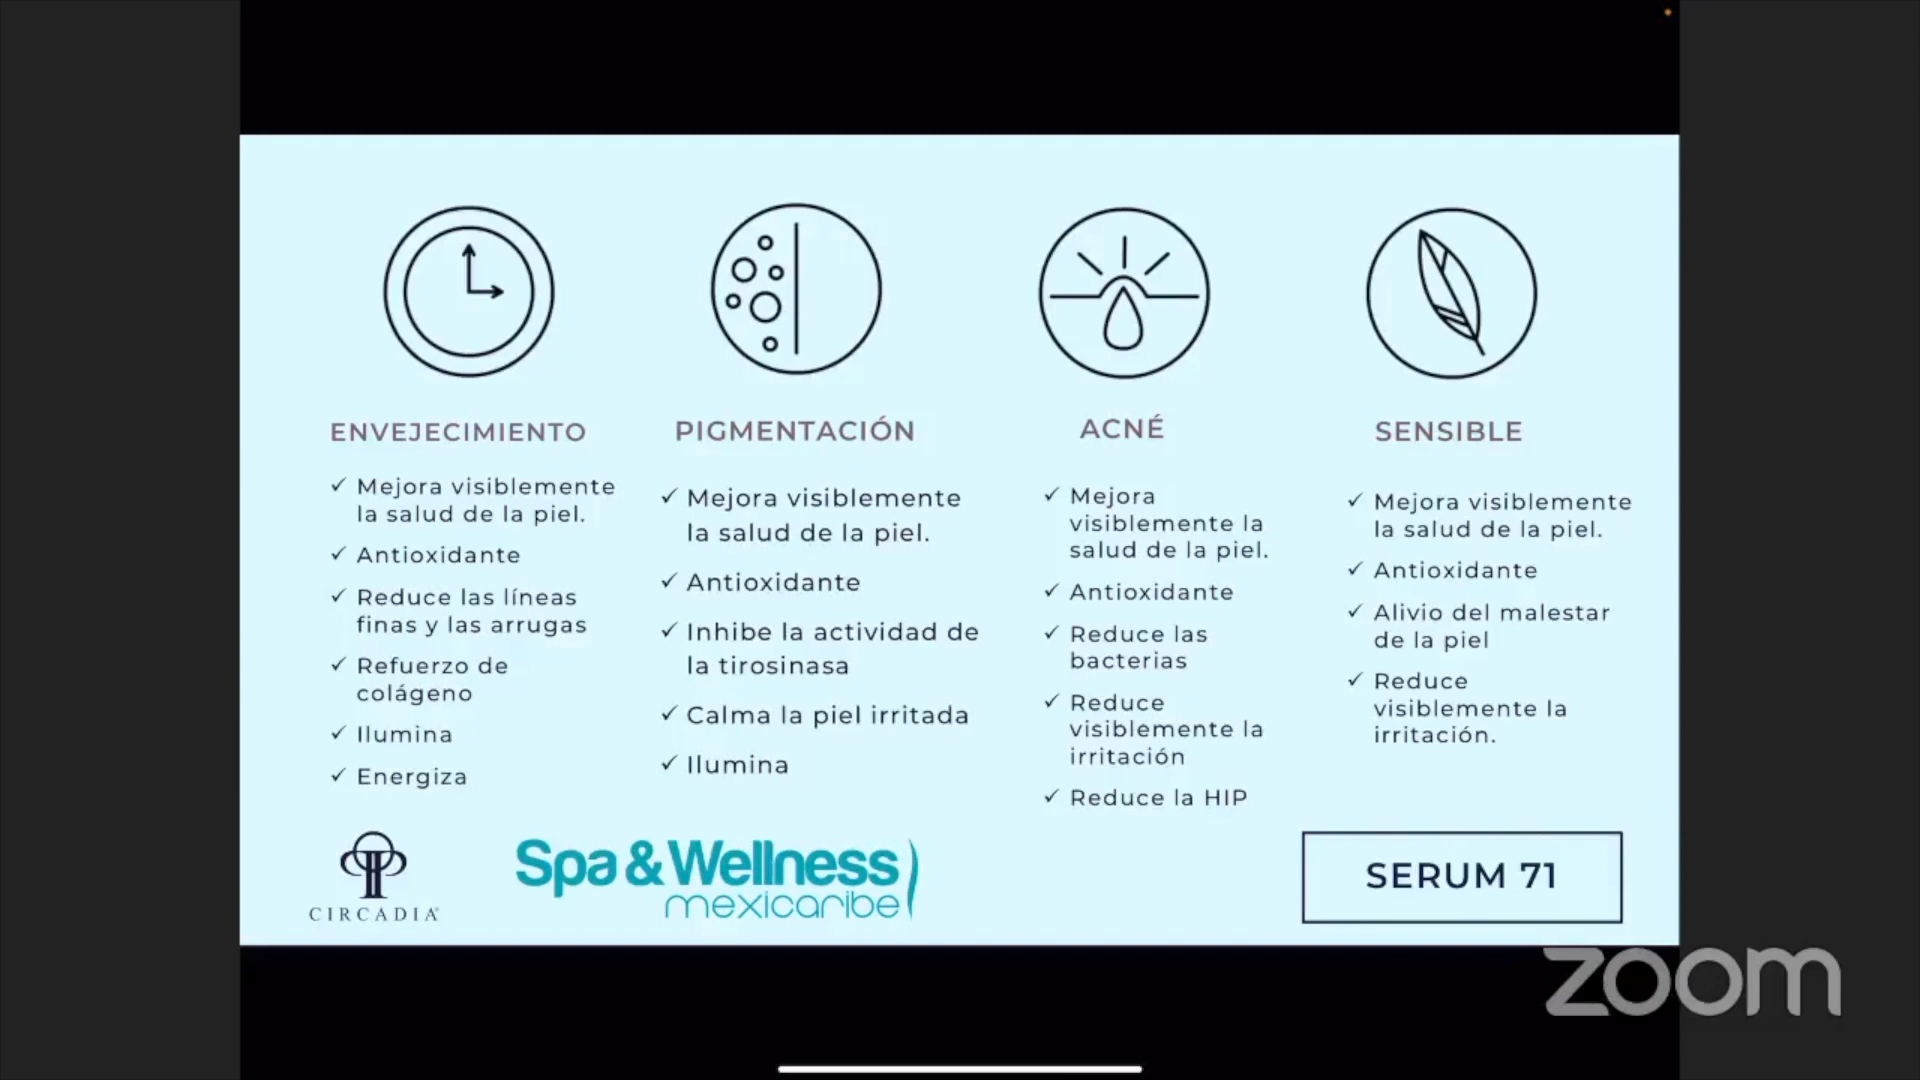 ENVEJECIMIENTO
✓ Mejora visiblemente
la salud de la piel.
✓ Antioxidante
✓ Reduce las líneas
finas y las arrugas
✓ Refuerzo de
colágeno
✓ Ilumina
✓ Energiza
PIGMENTACIÓN
✓ Mejora visiblemente
la salud de la piel.
✓ Antioxidante
✓ Inhibe la actividad de
la tirosinasa
✓ Calma la piel irritada
✓ Ilumina
ACNÉ
✓ Mejora
visiblemente la
salud de la piel.
✓ Antioxidante
✓ Reduce las
bacterias
✓ Reduce
visiblemente la
irritación
✓ Reduce la HIP
SENSIBLE
✓ Mejora visiblemente
la salud de la piel.
✓ Antioxidante
✓ Alivio del malestar
de la piel
✓ Reduce
visiblemente la
irritación.
CIRCADIA®
Spa & Wellness
mexicaribe
SERUM 71
zoom